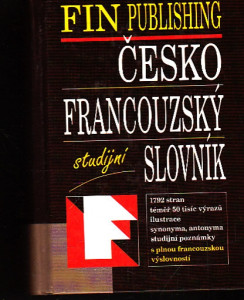 FIN PUBLISHING
ČESKO
FRANCOUZSKÝ
studijní
SLOVNÍK
1792 stran
téměř 50 tisíc výrazů
ilustrace
synonyma, antonyma
studijní poznámky
s plnou francouzskou
výslovností